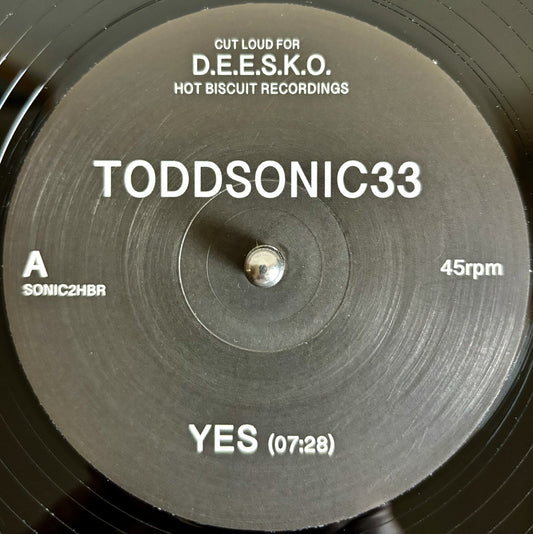 CUT LOUD FOR
D.E.E.S.K.O.
HOT BISCUIT RECORDINGS
TODDSONIC33
A
SONIC2HBR
45rpm
YES (07:28)